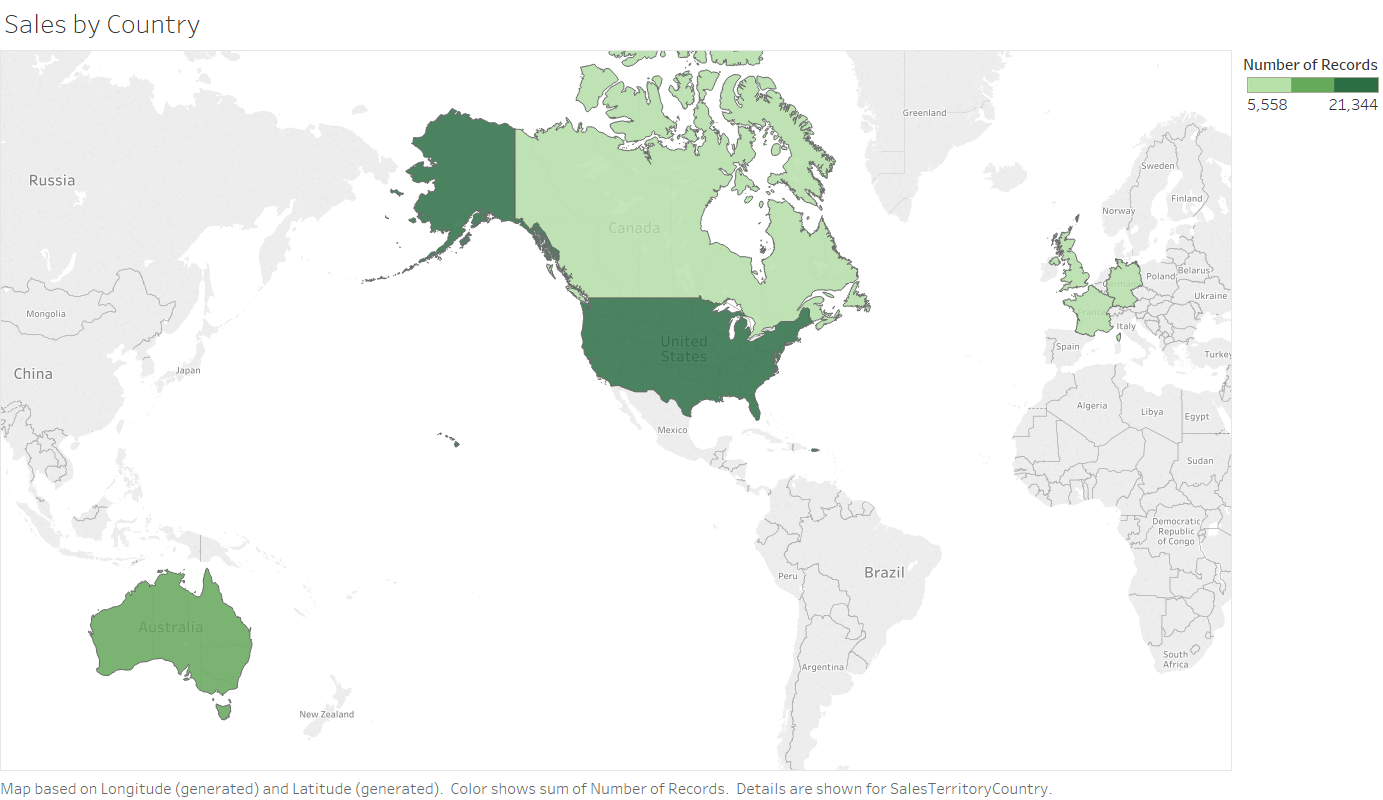 Sales by Country
Number of Records
5,558 21,344
Greenland
Sweden
Russia
Finland
Norway
Canada
Poland
Belarus
Germany
Ukraine
Mongolia
France
Italy
United
States
Spain
Turkey
Japan
China
Algeria
Libya
Egypt
Mexico
Sudan
Democratic
Republic
of Congo
Peru
Brazil
Australia
South
Africa
Argentina
New Zealand
Map based on Longitude (generated) and Latitude (generated).  Color shows sum of Number of Records.  Details are shown for SalesTerritoryCountry.